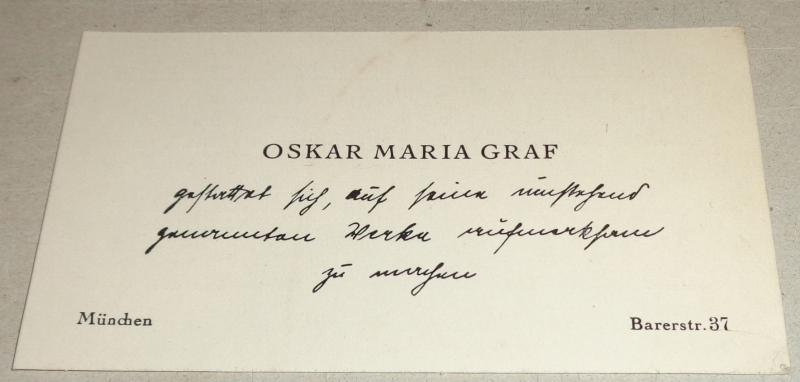 OSKAR MARIA GRAF
gestattet sich, auf seine umstehend
genannten Werke aufmerksam
zu machen
München
Barerstr. 37